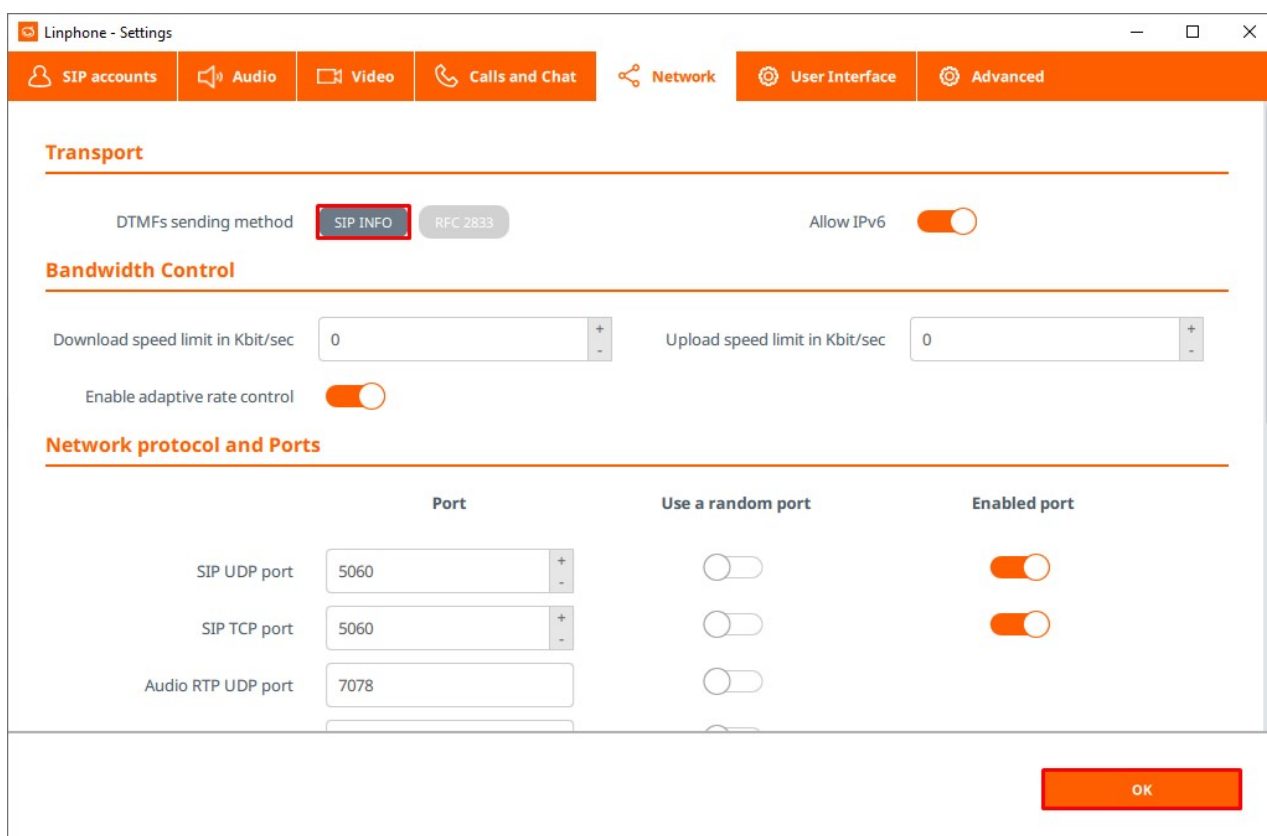 Linphone - Settings
SIP accounts Audio Video Calls and Chat Network User Interface Advanced
Transport
DTMFs sending method SIP INFO RFC 2833 Allow IPv6
Bandwidth Control
Download speed limit in Kbit/sec 0 + - Upload speed limit in Kbit/sec 0 + -
Enable adaptive rate control
Network protocol and Ports
Port Use a random port Enabled port
SIP UDP port 5060 + -
SIP TCP port 5060 + -
Audio RTP UDP port 7078
OK